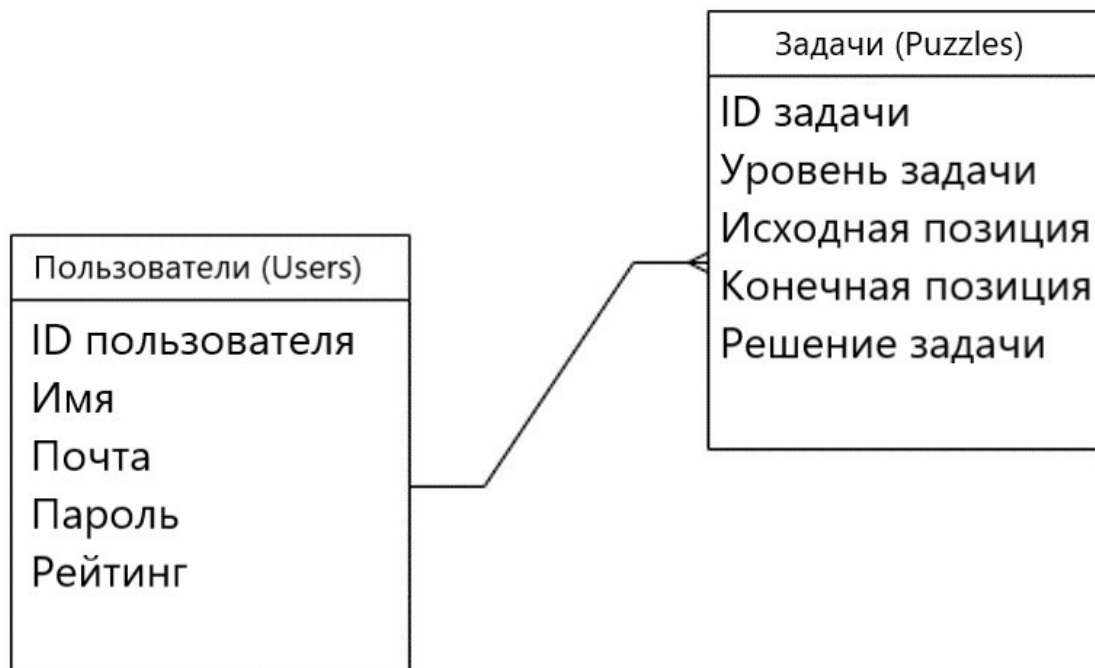 Задачи (Puzzles)
ID задачи
Уровень задачи
Исходная позиция
Конечная позиция
Решение задачи
Пользователи (Users)
ID пользователя
Имя
Почта
Пароль
Рейтинг